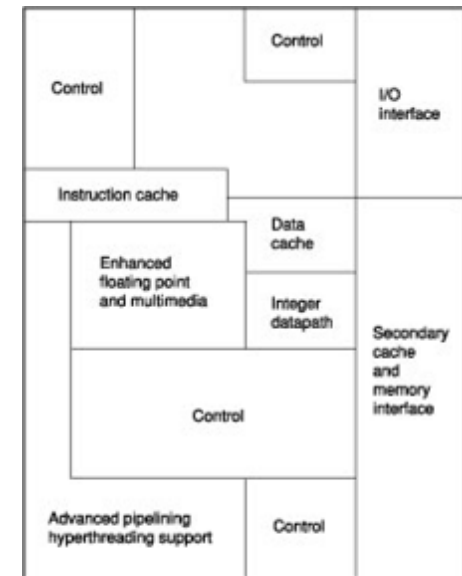 Control
Control
I/O
interface
Instruction cache
Data
cache
Enhanced
floating point
and multimedia
Integer
datapath
Secondary
cache
and
memory
interface
Control
Advanced pipelining
hyperthreading support
Control